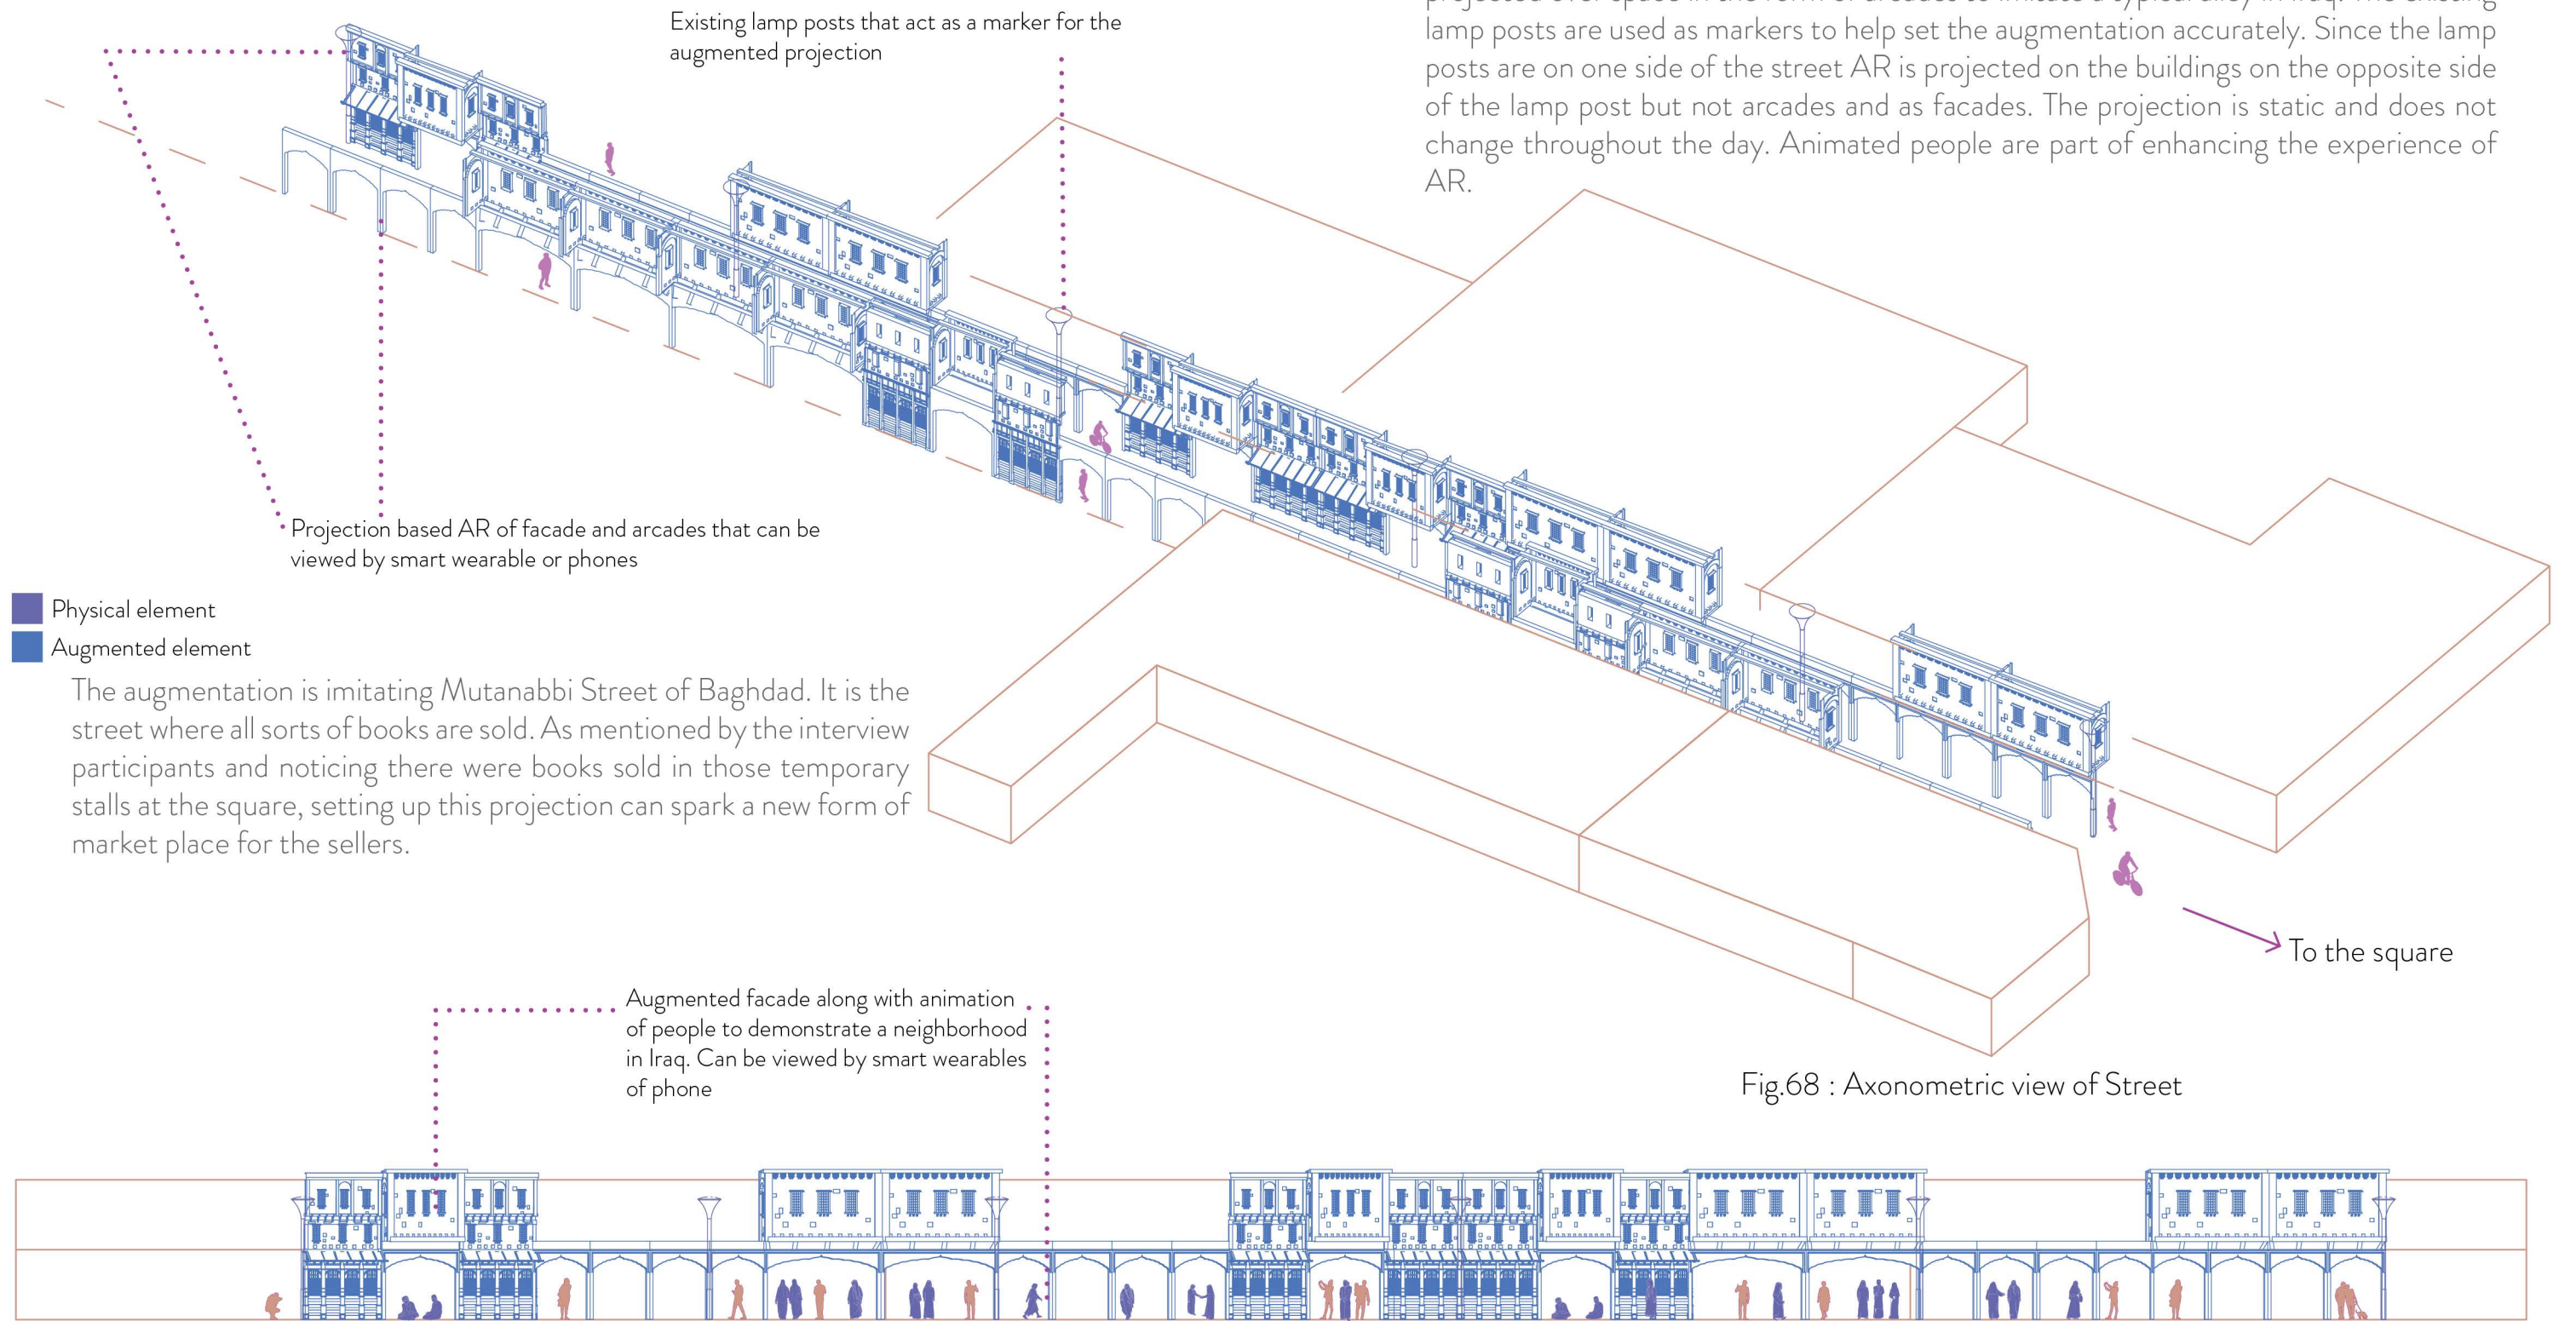 Existing lamp posts that act as a marker for the
augmented projection
lamp posts are used as markers to help set the augmentation accurately. Since the lamp
posts are on one side of the street AR is projected on the buildings on the opposite side
of the lamp post but not arcades and as facades. The projection is static and does not
change throughout the day. Animated people are part of enhancing the experience of
AR.
Projection based AR of facade and arcades that can be
viewed by smart wearable or phones
Physical element
Augmented element
The augmentation is imitating Mutanabbi Street of Baghdad. It is the
street where all sorts of books are sold. As mentioned by the interview
participants and noticing there were books sold in those temporary
stalls at the square, setting up this projection can spark a new form of
market place for the sellers.
To the square
Augmented facade along with animation
of people to demonstrate a neighborhood
in Iraq. Can be viewed by smart wearables
of phone
Fig.68 : Axonometric view of Street